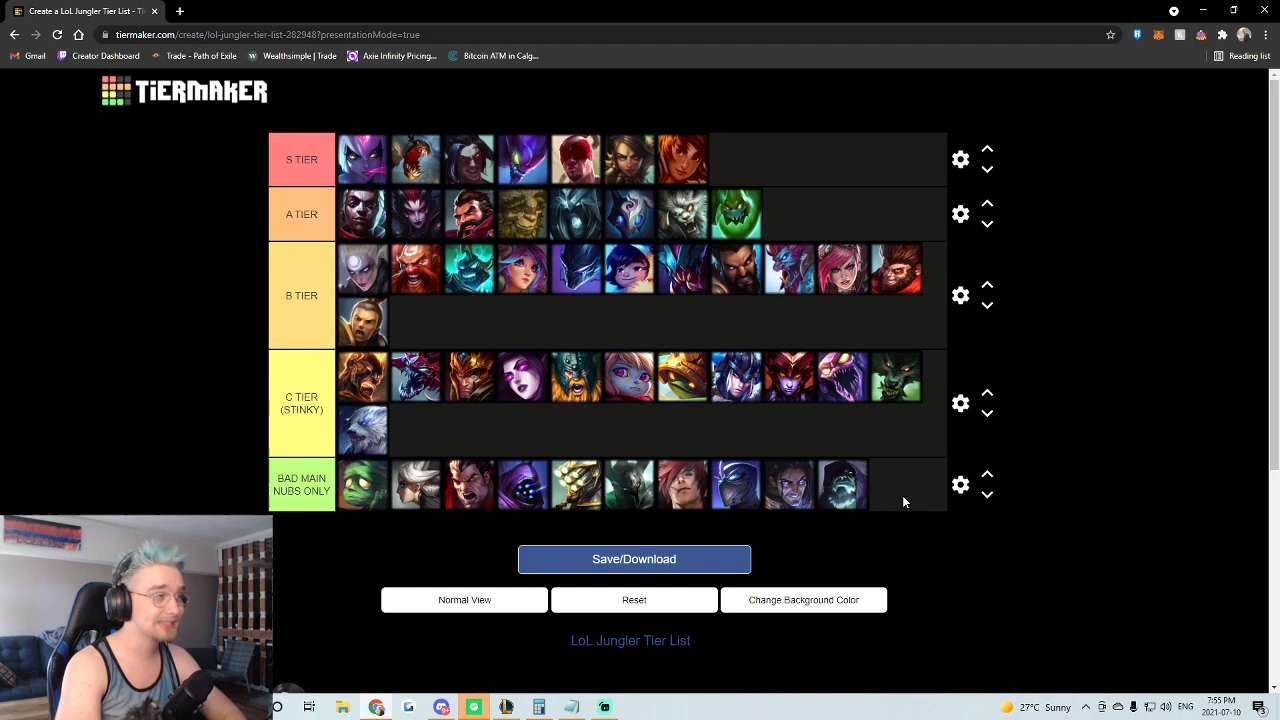 Create a LoL Jungler Tier List - Ti
tiermaker.com/create/lol-jungler-tier-list-282948?presentationMode=true
Gmail
Creator Dashboard
Trade - Path of Exile
Wealthsimple | Trade
Axie Infinity Pricing...
Bitcoin ATM in Calg...
Reading list
TiERMAKER
S TIER
A TIER
B TIER
C TIER
(STINKY)
BAD MAIN
NUBS ONLY
Save/Download
Normal View
Reset
Change Background Color
LoL Jungler Tier List
27°C Sunny
ENG
7:55 PM
2021-07-10